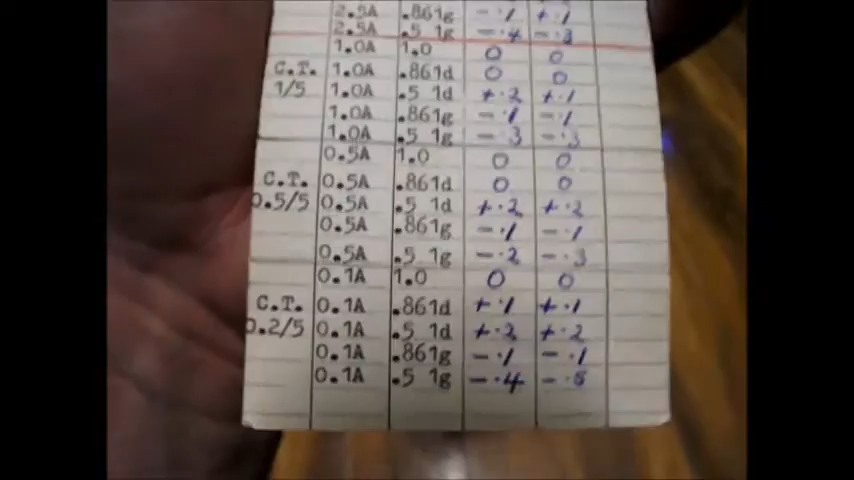 2.5A .861g -.1 +.1
2.5A .5 1g -.4 -.3
1.0A 1.0 0 0
C.T. 1.0A .861d 0 0
1/5 1.0A .5 1d +.2 +.1
1.0A .861g -.1 -.1
1.0A .5 1g -.3 -.3
0.5A 1.0 0 0
C.T. 0.5A .861d 0 0
0.5/5 0.5A .5 1d +.2 +.2
0.5A .861g -.1 -.1
0.5A .5 1g -.2 -.3
0.1A 1.0 0 0
C.T. 0.1A .861d +.1 +.1
0.2/5 0.1A .5 1d +.2 +.2
0.1A .861g -.1 -.1
0.1A .5 1g -.4 -.5